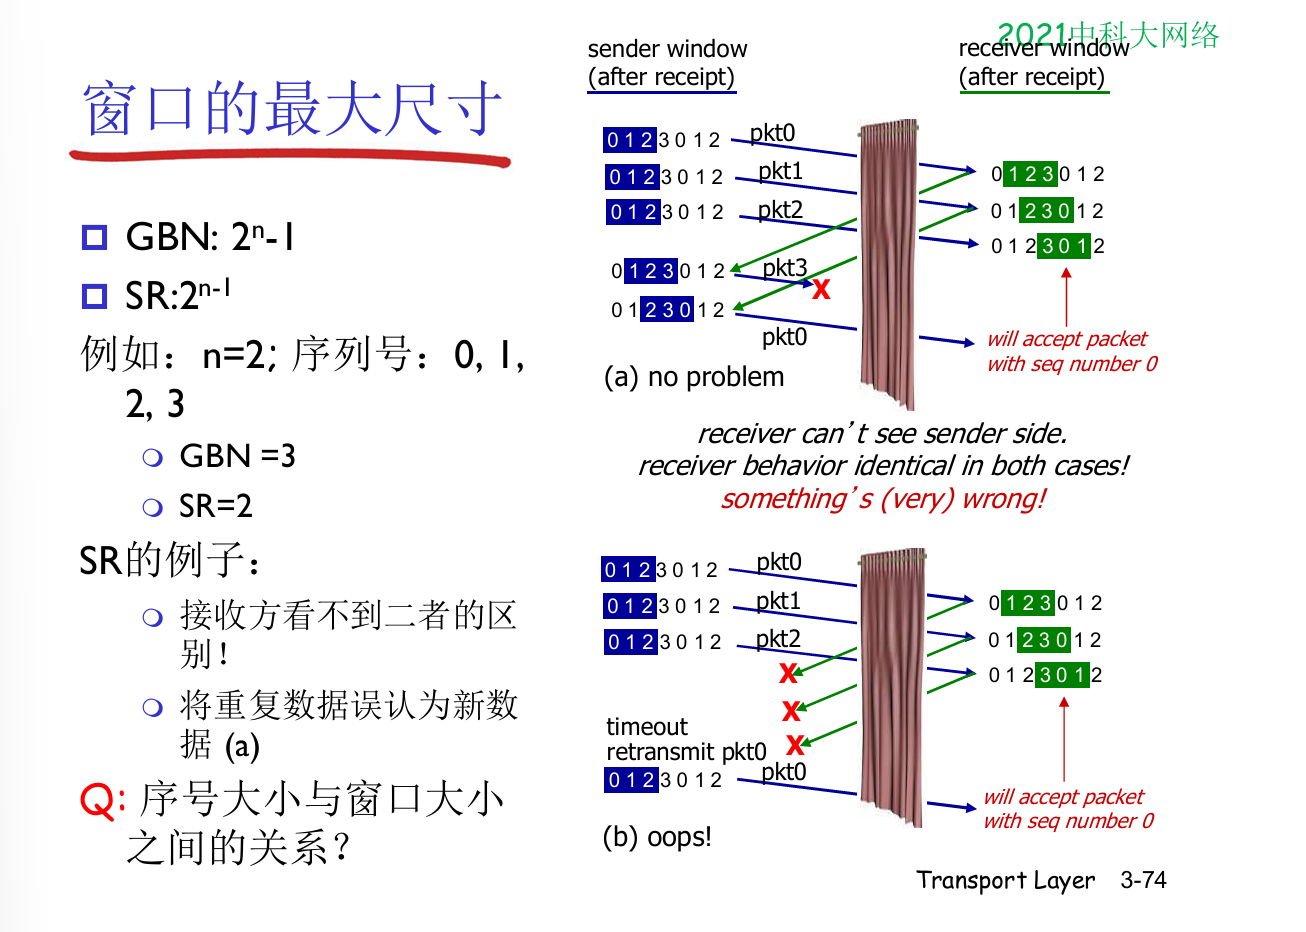 2021中科大网络
窗口的最大尺寸
GBN: 2ⁿ-1
SR:2ⁿ⁻¹
例如：n=2; 序列号：0, 1,
2, 3
GBN =3
SR=2
SR的例子：
接收方看不到二者的区
别！
将重复数据误认为新数
据 (a)
Q: 序号大小与窗口大小
之间的关系？
sender window
(after receipt)
receiver window
(after receipt)
0 1 2 3 0 1 2
pkt0
0 1 2 3 0 1 2
pkt1
0 1 2 3 0 1 2
pkt2
0 1 2 3 0 1 2
0 1 2 3 0 1 2
0 1 2 3 0 1 2
0 1 2 3 0 1 2
pkt3
X
0 1 2 3 0 1 2
pkt0
will accept packet
with seq number 0
(a) no problem
receiver can’t see sender side.
receiver behavior identical in both cases!
something’s (very) wrong!
0 1 2 3 0 1 2
pkt0
0 1 2 3 0 1 2
pkt1
0 1 2 3 0 1 2
pkt2
0 1 2 3 0 1 2
0 1 2 3 0 1 2
0 1 2 3 0 1 2
X
X
X
timeout
retransmit pkt0
0 1 2 3 0 1 2
pkt0
will accept packet
with seq number 0
(b) oops!
Transport Layer 3-74